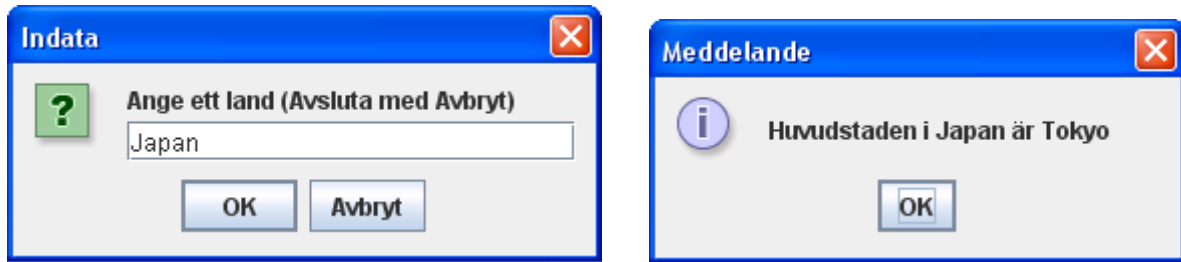 Indata
?
Ange ett land (Avsluta med Avbryt)
Japan
OK Avbryt
Meddelande
i
Huvudstaden i Japan är Tokyo
OK